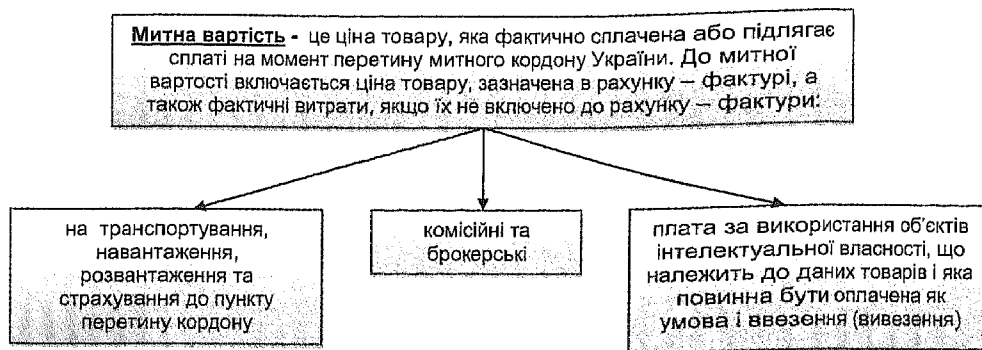 Митна вартість - це ціна товару, яка фактично сплачена або підлягає
сплаті на момент перетину митного кордону України. До митної
вартості включається ціна товару, зазначена в рахунку – фактурі, а
також фактичні витрати, якщо їх не включено до рахунку – фактури:
на транспортування,
навантаження,
розвантаження та
страхування до пункту
перетину кордону
комісійні та
брокерські
плата за використання об'єктів
інтелектуальної власності, що
належить до даних товарів і яка
повинна бути оплачена як
умова і ввезення (вивезення)